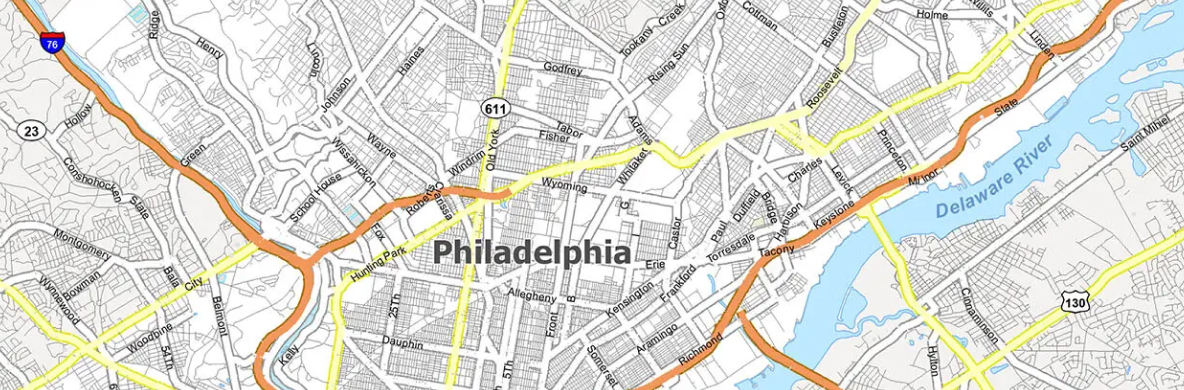 76
Ridge
Henry
Lincoln
Johnson
Haines
Godfrey
Tookany Creek
Rising Sun
Oxf
Cottman
Bustleton
Holme
Willits
Linden
23
Hollow
Green
Conshohocken
State
School House
Wissahickon
Wayne
Windrim
611
Old York
Tabor
Fisher
Adams
Whitaker
Roosevelt
State
Princeton
Milnor
Delaware River
Saint Mihiel
Wyoming
G
Castor
Paul
Duffield
Bridge
Harbison
Charles
Levick
Keystone
Torresdale
Tacony
Roberts
Fox
Hunting Park
Philadelphia
Erie
Montgomery
Bowman
Wynnewood
Bala
City
Belmont
Woodbine
54Th
Kelly
25Th
Dauphin
Allegheny
5Th
Front
B
Kensington
Frankford
Aramingo
Somerset
Richmond
130
Cinnaminson
Hylton